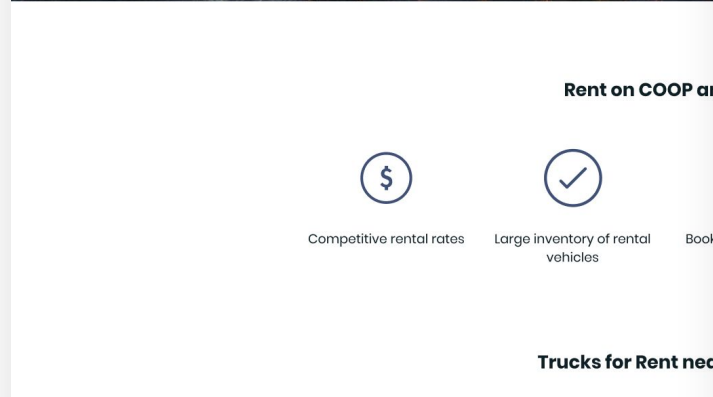 Rent on COOP
$
Competitive rental rates
Large inventory of rental
vehicles
Trucks for Rent